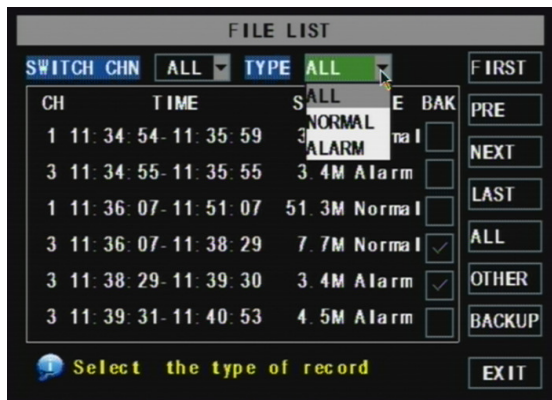 FILE LIST
SWITCH CHN ALL TYPE ALL FIRST
ALL
NORMAL
ALARM
CH TIME S E BAK PRE
1 11:34:54-11:35:59 3 mal
NEXT
3 11:34:55-11:35:55 3.4M Alarm
LAST
1 11:36:07-11:51:07 51.3M Normal
ALL
3 11:36:07-11:38:29 7.7M Normal
OTHER
3 11:38:29-11:39:30 3.4M Alarm
BACKUP
3 11:39:31-11:40:53 4.5M Alarm
Select the type of record
EXIT